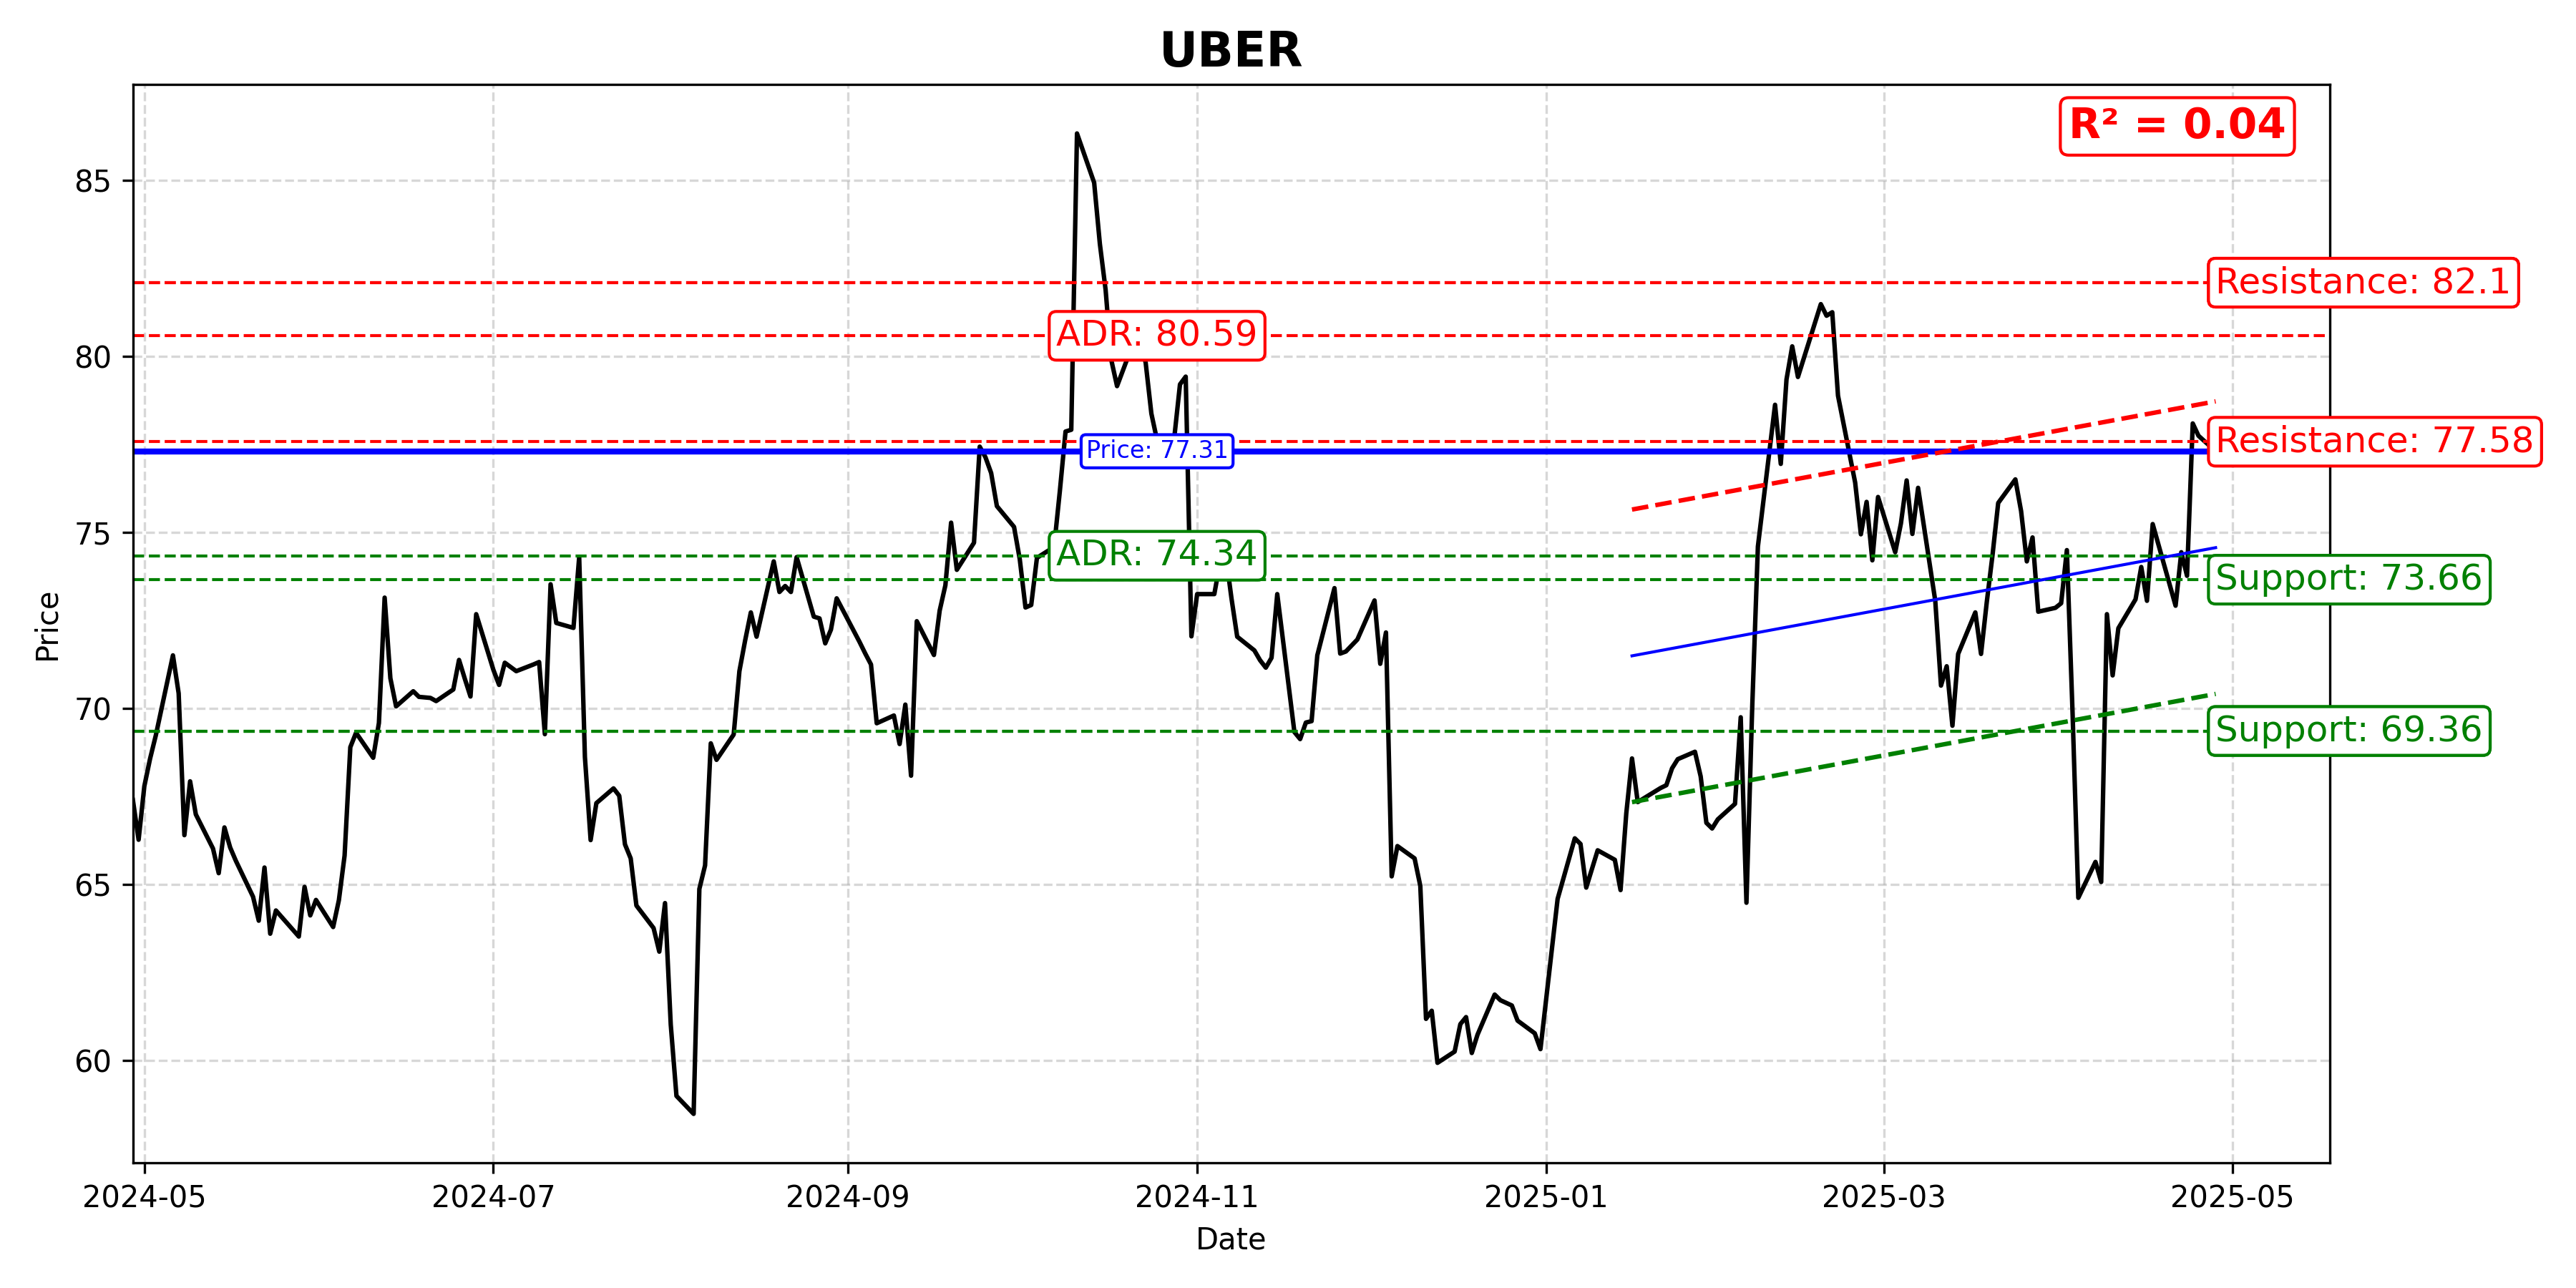 UBER
R² = 0.04
85
Resistance: 82.1
ADR: 80.59
80
Resistance: 77.58
Price: 77.31
75
ADR: 74.34
Support: 73.66
70
Support: 69.36
65
60
Price
2024-05 2024-07 2024-09 2024-11 2025-01 2025-03 2025-05
Date